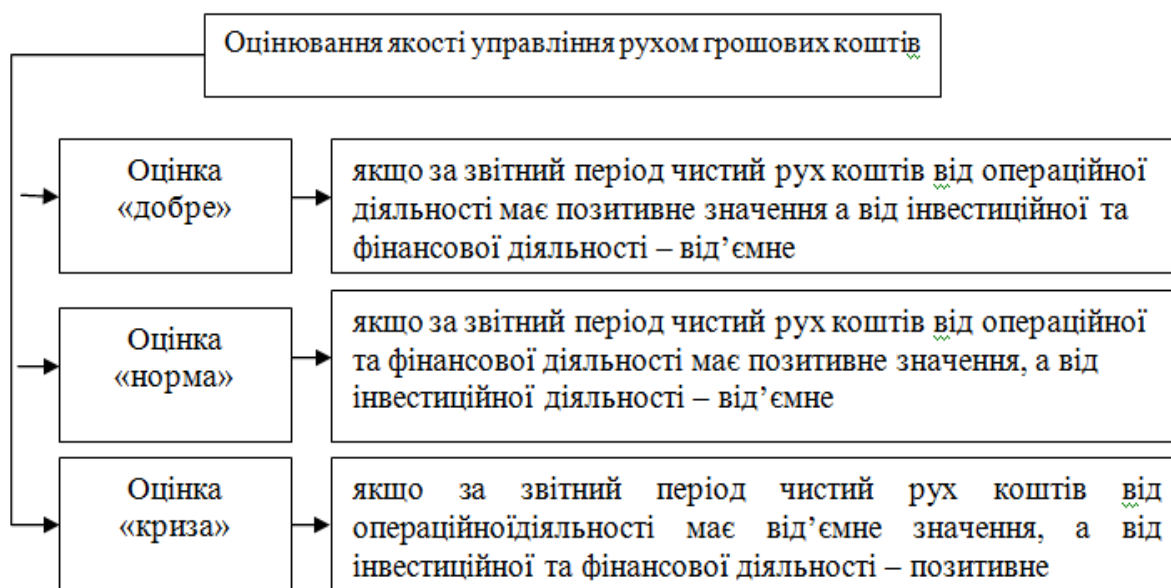 Оцінювання якості управління рухом грошових коштів
Оцінка
«добре»
якщо за звітний період чистий рух коштів від операційної
діяльності має позитивне значення а від інвестиційної та
фінансової діяльності – від’ємне
Оцінка
«норма»
якщо за звітний період чистий рух коштів від операційної
та фінансової діяльності має позитивне значення, а від
інвестиційної діяльності – від’ємне
Оцінка
«криза»
якщо за звітний період чистий рух коштів від
операційноїдіяльності має від’ємне значення, а від
інвестиційної та фінансової діяльності – позитивне